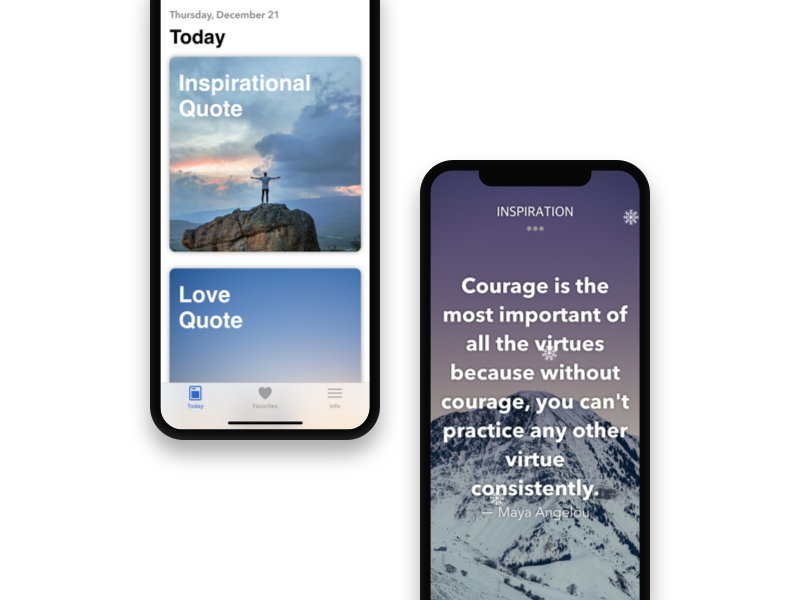 Thursday, December 21
Today
Inspirational
Quote
Love
Quote
Today
Favorites
Info
INSPIRATION
Courage is the
most important of
all the virtues
because without
courage, you can't
practice any other
virtue
consistently.
— Maya Angelou